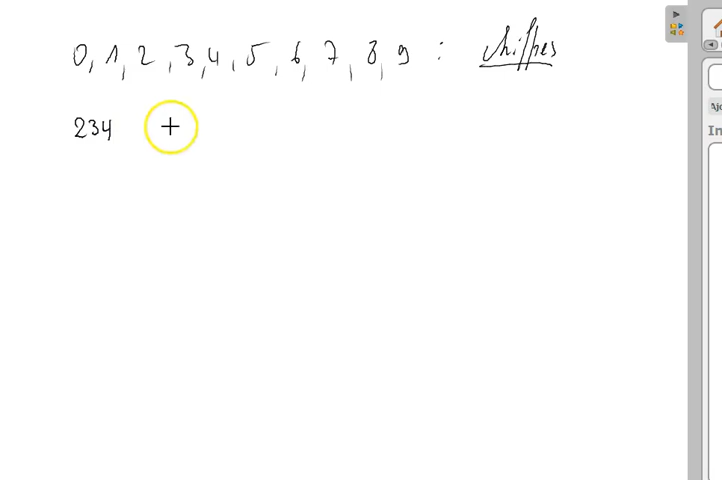 0, 1, 2, 3, 4, 5, 6, 7, 8, 9 : chiffres
234